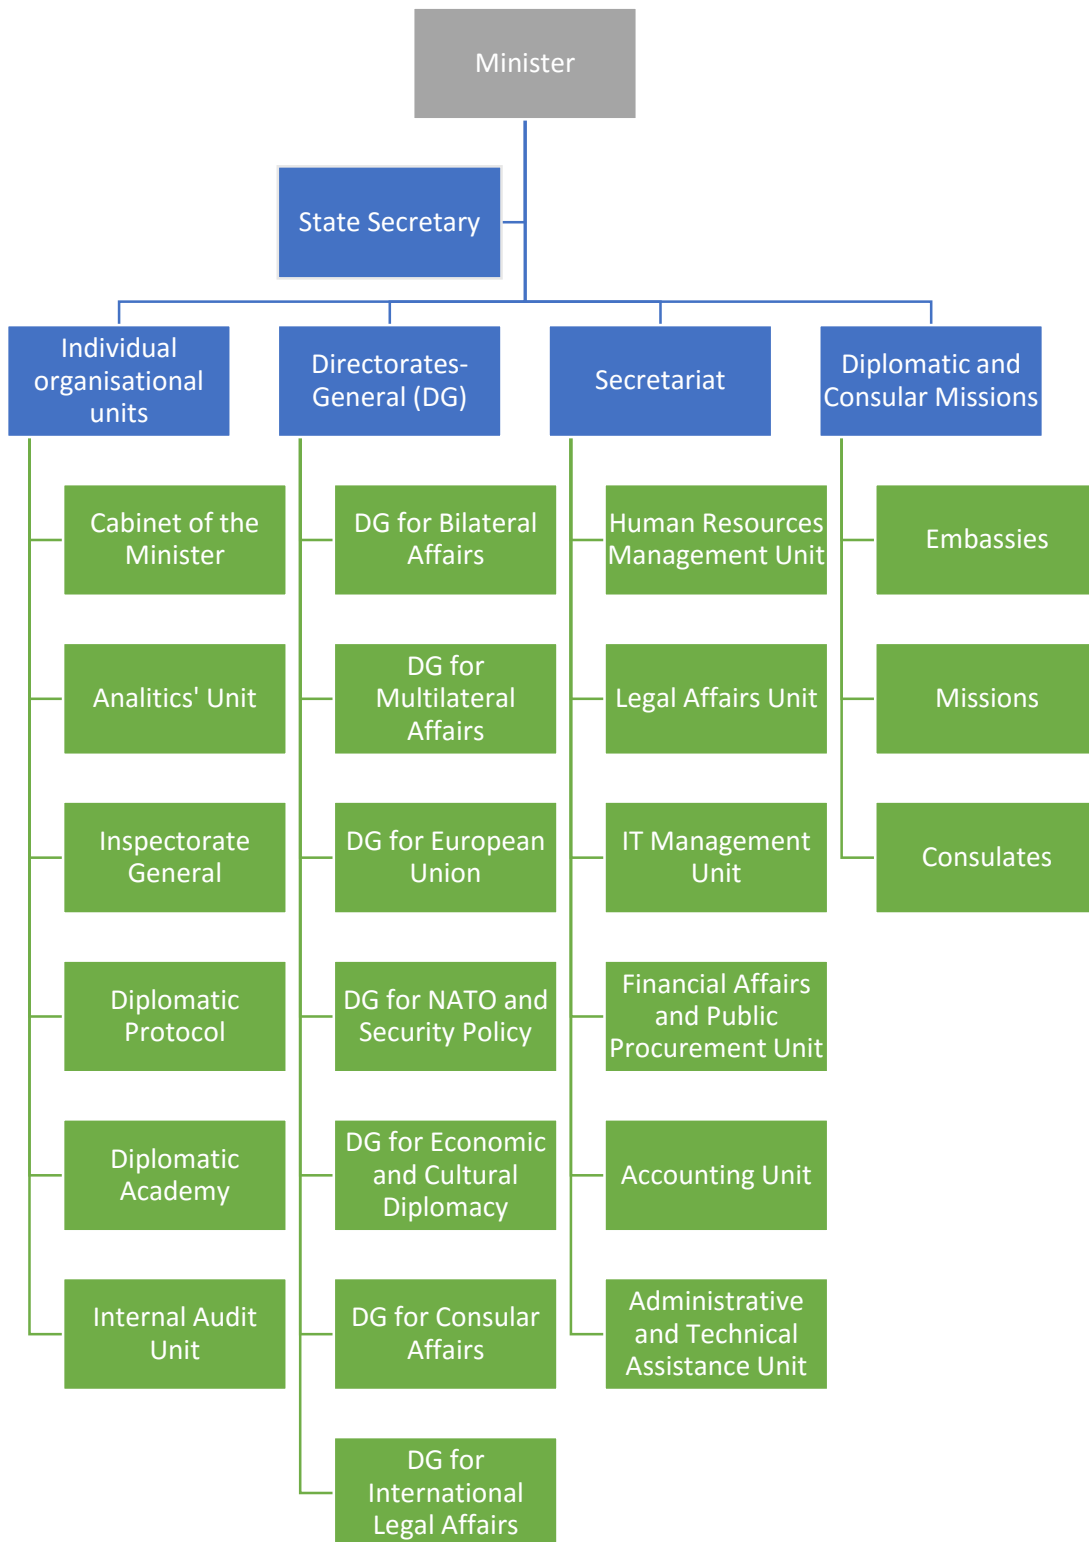 Minister
State Secretary
Individual
organisational
units
Directorates-
General (DG)
Secretariat
Diplomatic and
Consular Missions
Cabinet of the
Minister
Analitics' Unit
Inspectorate
General
Diplomatic
Protocol
Diplomatic
Academy
Internal Audit
Unit
DG for Bilateral
Affairs
DG for
Multilateral
Affairs
DG for European
Union
DG for NATO and
Security Policy
DG for Economic
and Cultural
Diplomacy
DG for Consular
Affairs
DG for
International
Legal Affairs
Human Resources
Management Unit
Legal Affairs Unit
IT Management
Unit
Financial Affairs
and Public
Procurement Unit
Accounting Unit
Administrative
and Technical
Assistance Unit
Embassies
Missions
Consulates